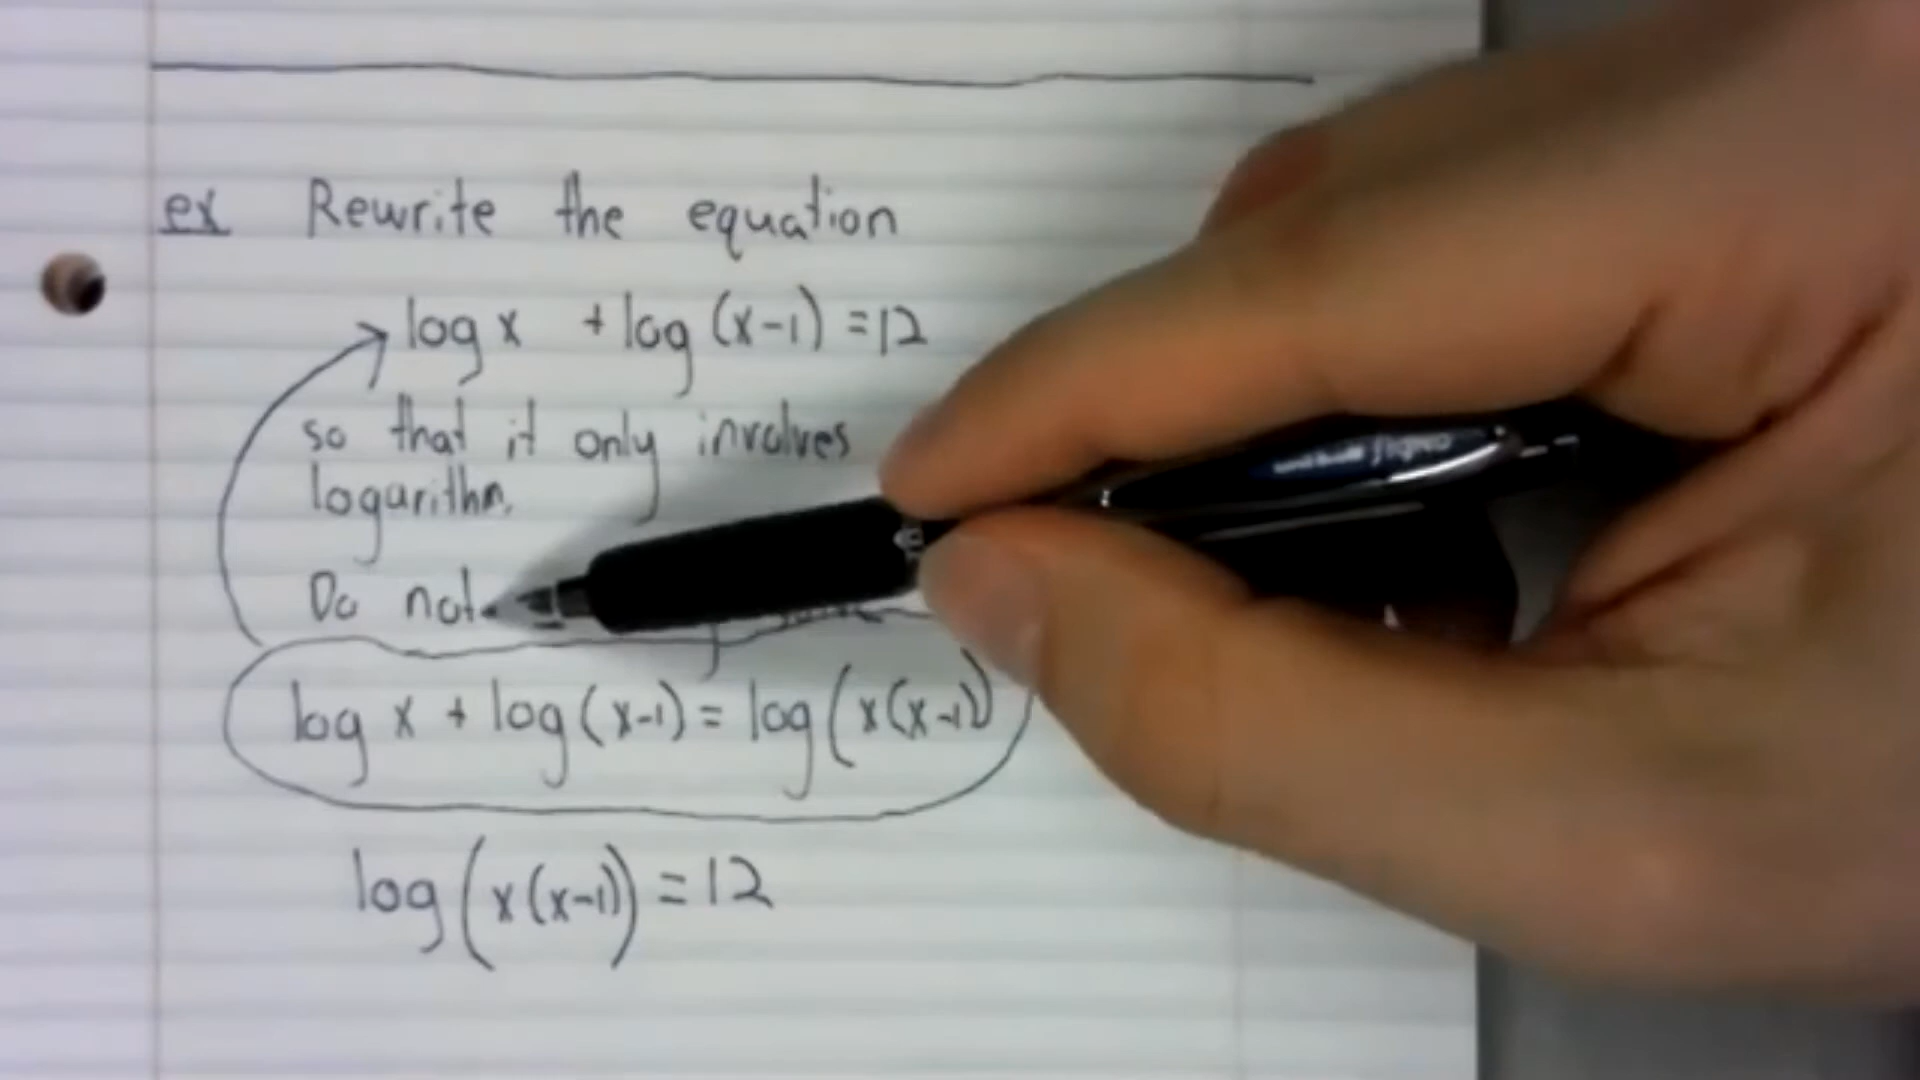 ex Rewrite the equation
log x + log (x-1) = 12
so that it only involves
logarithm.
Do not
log x + log (x-1) = log (x(x-1))
log (x(x-1)) = 12
signo